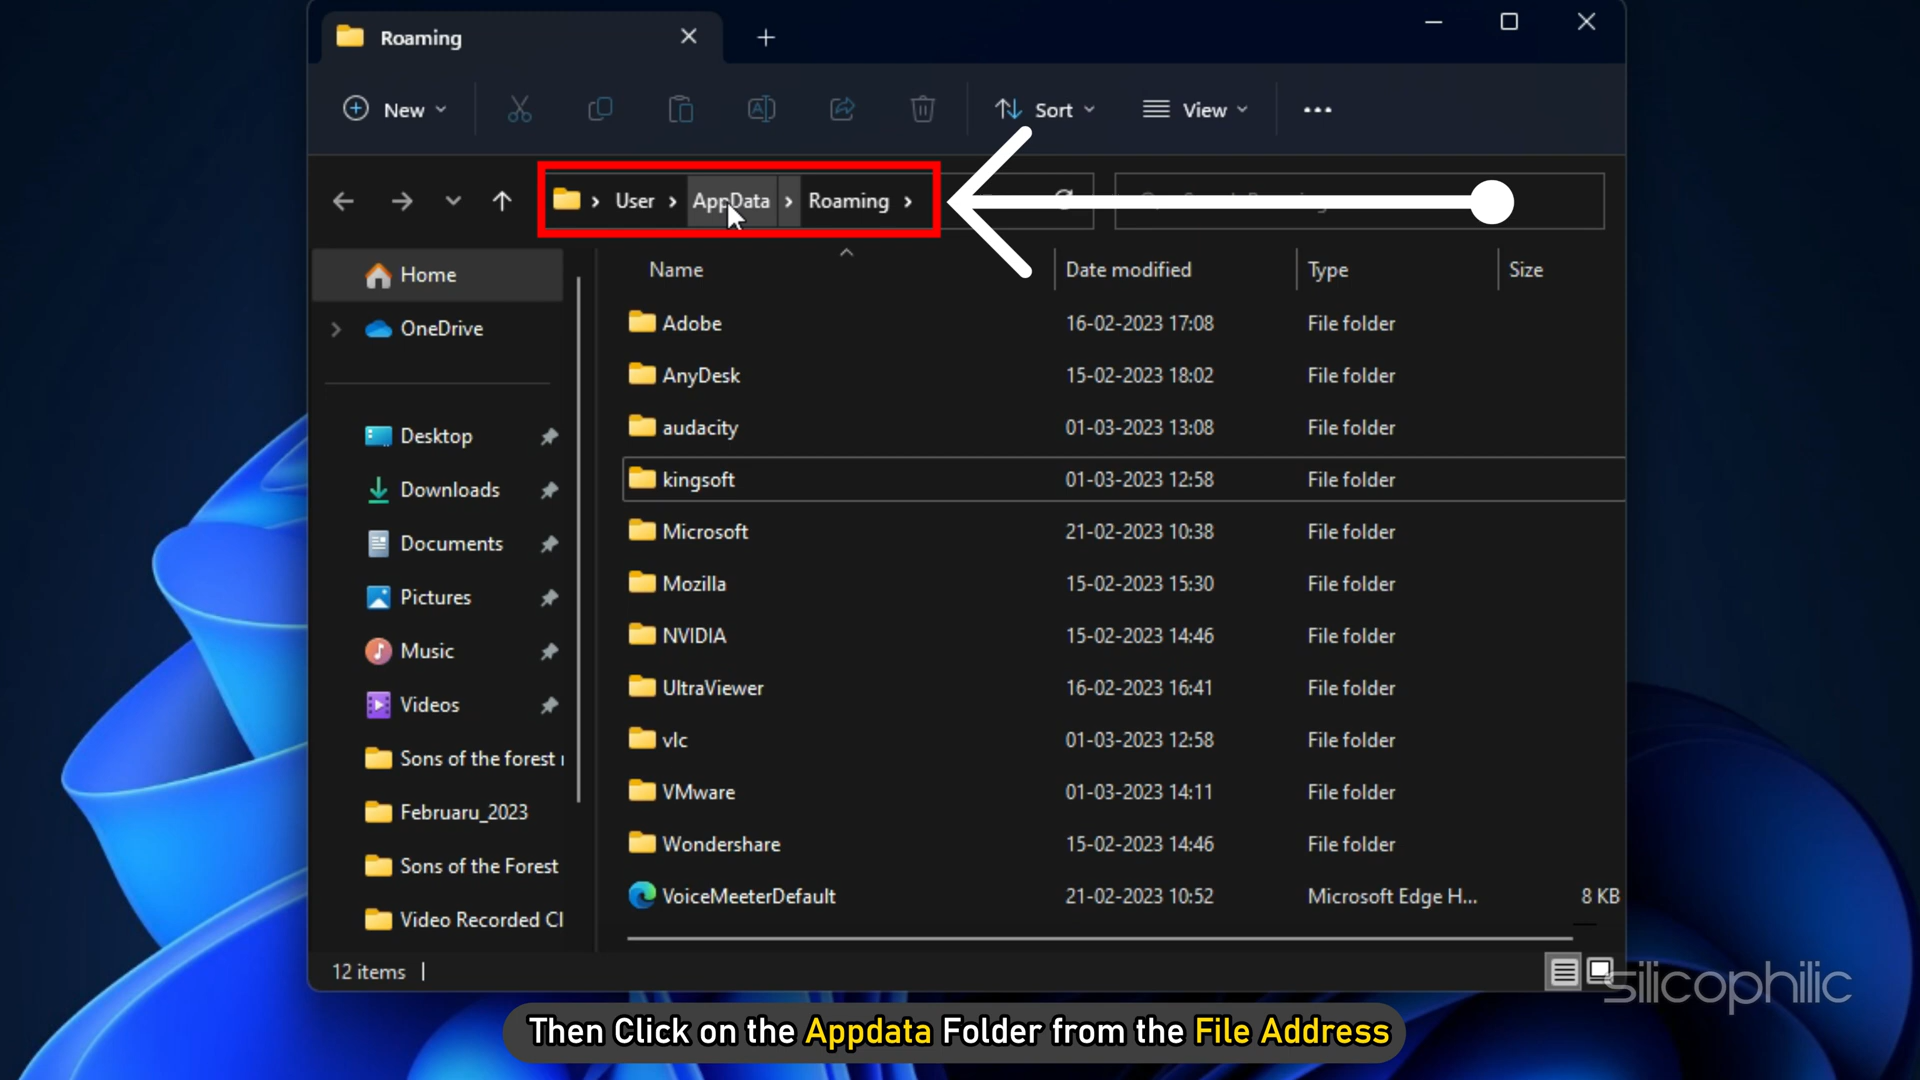 Roaming
New
Sort
View
User
AppData
Roaming
Name
Date modified
Type
Size
Home
OneDrive
Desktop
Downloads
Documents
Pictures
Music
Videos
Sons of the forest
Februaru_2023
Sons of the Forest
Video Recorded Cl
Adobe 16-02-2023 17:08 File folder
AnyDesk 15-02-2023 18:02 File folder
audacity 01-03-2023 13:08 File folder
kingsoft 01-03-2023 12:58 File folder
Microsoft 21-02-2023 10:38 File folder
Mozilla 15-02-2023 15:30 File folder
NVIDIA 15-02-2023 14:46 File folder
UltraViewer 16-02-2023 16:41 File folder
vlc 01-03-2023 12:58 File folder
VMware 01-03-2023 14:11 File folder
Wondershare 15-02-2023 14:46 File folder
VoiceMeeterDefault 21-02-2023 10:52 Microsoft Edge H... 8 KB
12 items
silicophilic
Then Click on the Appdata Folder from the File Address